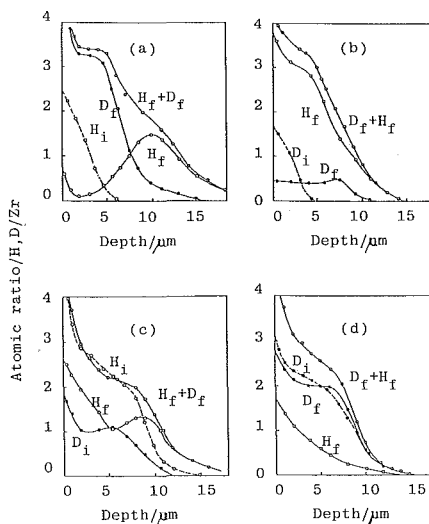 (a)
H_f+D_f
D_f
H_i
H_f
4
3
2
1
0
0 5 10 15
Depth/μm
(b)
D_f+H_f
H_f
D_i
D_f
4
3
2
1
0
0 5 10 15
Depth/μm
Atomic ratio/H,D/Zr
(c)
H_i
H_f
H_f+D_f
D_i
4
3
2
1
0
0 5 10 15
Depth/μm
(d)
D_i
D_f+H_f
D_f
H_f
4
3
2
1
0
0 5 10 15
Depth/μm